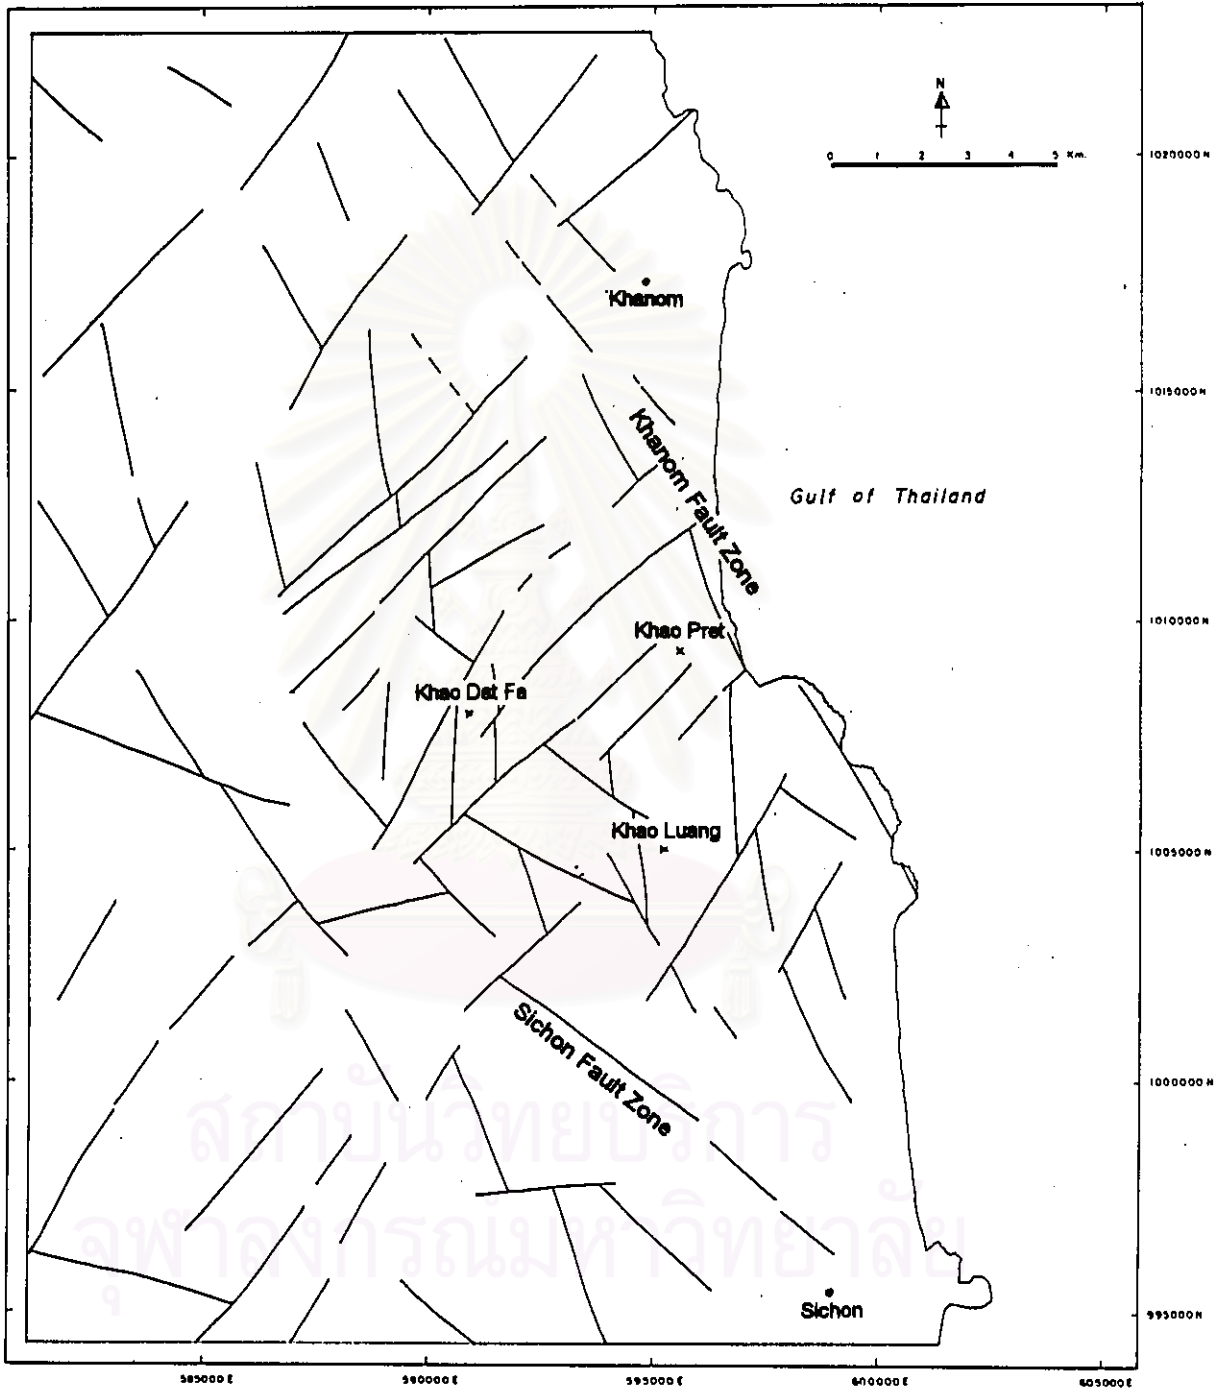 N
0 1 2 3 4 5 Km.
1020000 N
Khanom
1015000 N
Khanom Fault Zone
Gulf of Thailand
1010000 N
Khao Pret
Khao Dat Fa
Khao Luang
1005000 N
Sichon Fault Zone
1000000 N
สถาบันวิทยบริการ
จุฬาลงกรณ์มหาวิทยาลัย
Sichon
995000 N
585000 E 590000 E 595000 E 600000 E 605000 E